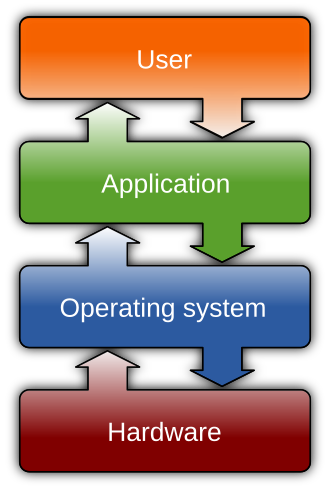 User
Application
Operating system
Hardware